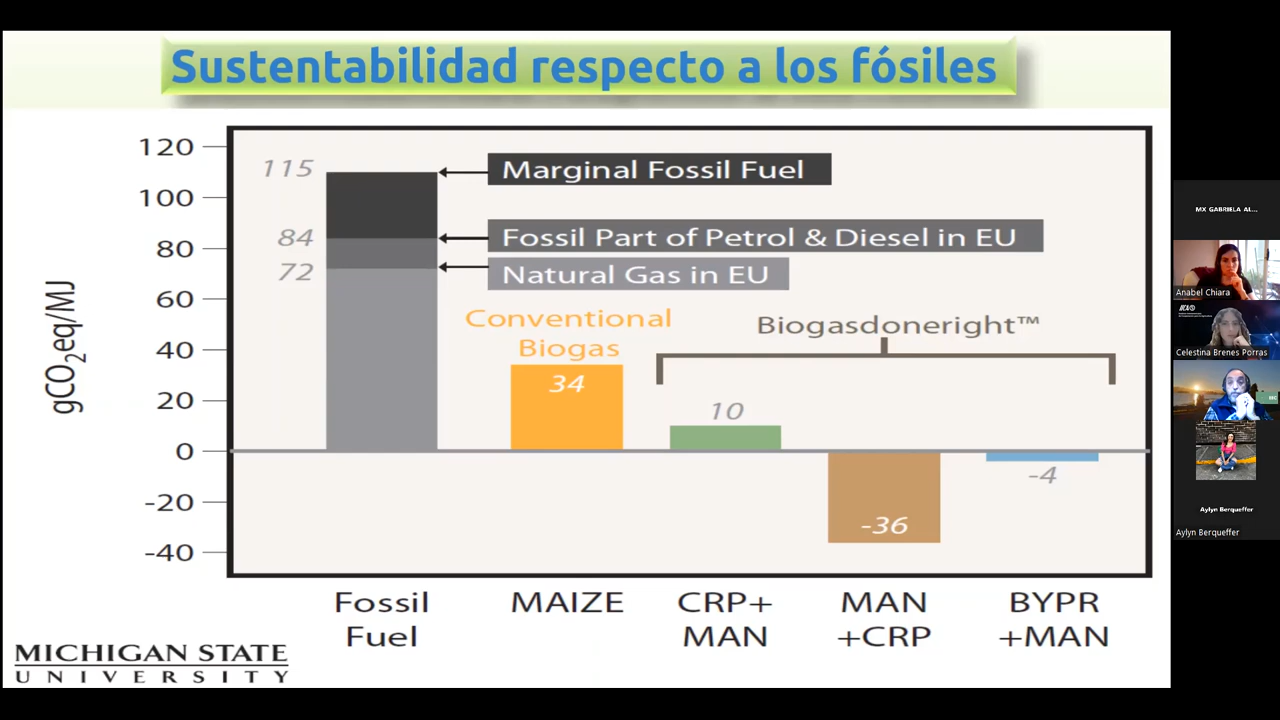 Sustentabilidad respecto a los fósiles
120
100
80
60
40
20
0
-20
-40
gCO₂eq/MJ
115
84
72
Marginal Fossil Fuel
Fossil Part of Petrol & Diesel in EU
Natural Gas in EU
Conventional
Biogas
34
Biogasdoneright™
10
-36
-4
Fossil
Fuel
MAIZE
CRP+
MAN
MAN
+CRP
BYPR
+MAN
MICHIGAN STATE
UNIVERSITY
MX GABRIELA AL...
Anabel Chiara
Celestina Brenes Porras
Aylyn Berqueffer
Aylyn Berqueffer